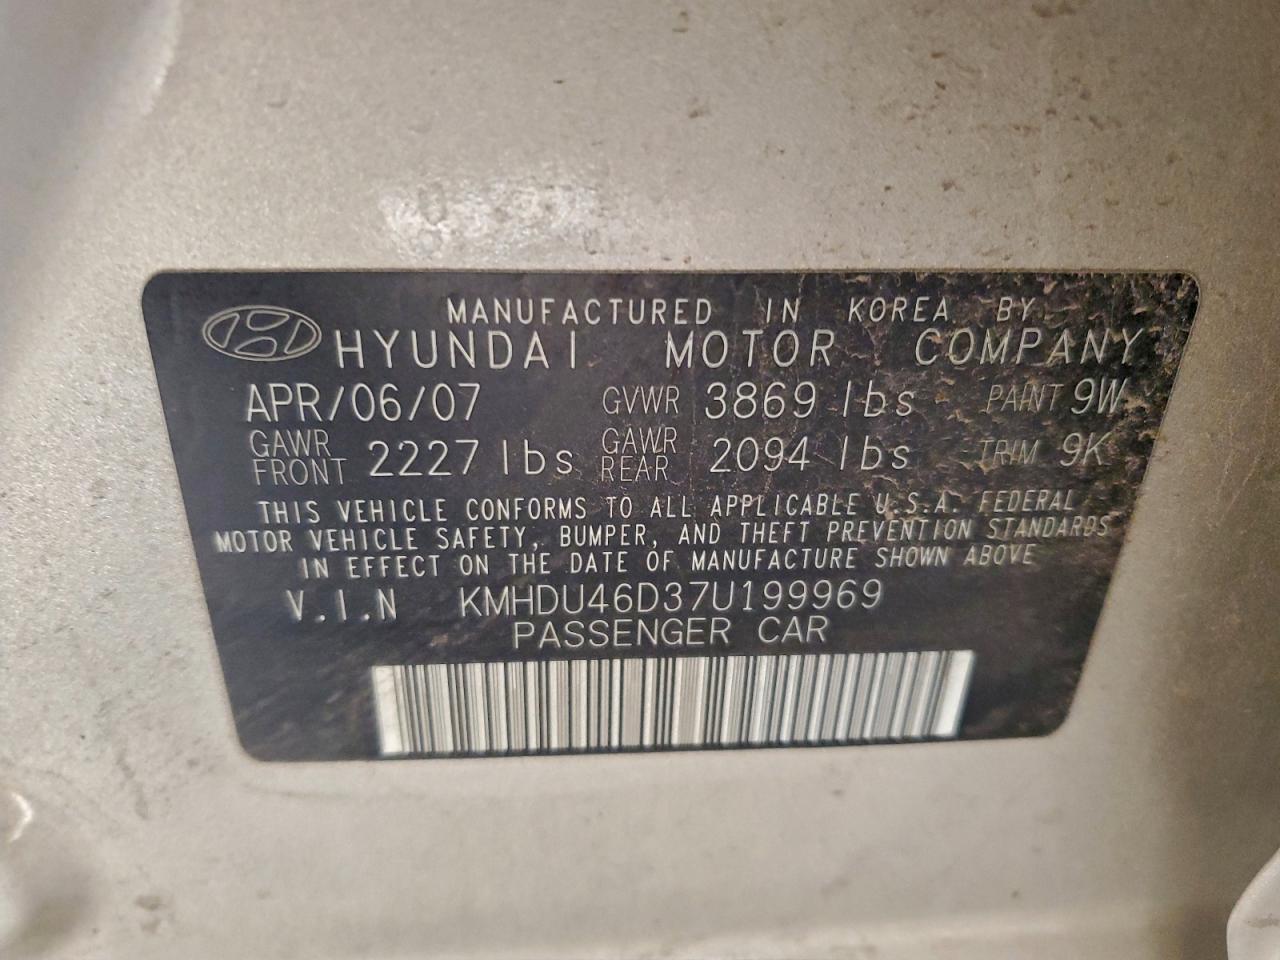 MANUFACTURED IN KOREA BY
HYUNDAI MOTOR COMPANY
APR/06/07 GVWR 3869 lbs PAINT 9W
GAWR FRONT 2227 lbs GAWR REAR 2094 lbs TRIM 9K
THIS VEHICLE CONFORMS TO ALL APPLICABLE U.S.A. FEDERAL
MOTOR VEHICLE SAFETY, BUMPER, AND THEFT PREVENTION STANDARDS
IN EFFECT ON THE DATE OF MANUFACTURE SHOWN ABOVE
V.I.N KMHDU46D37U199969
PASSENGER CAR